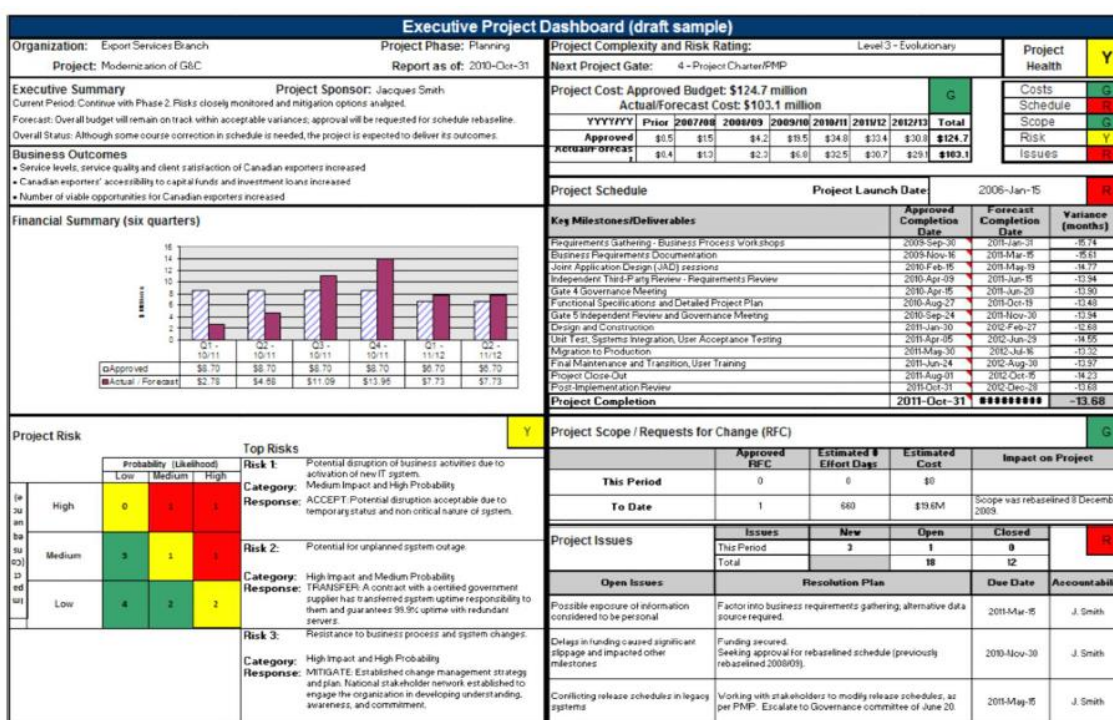 Executive Project Dashboard (draft sample)
Organization: Export Services Branch Project Phase: Planning
Project: Modernization of G&C Report as of: 2010-Oct-31
Executive Summary Project Sponsor: Jacques Smith
Current Period: Continue with Phase 2. Risks closely monitored and mitigation options analyzed.
Forecast: Overall budget will remain on track within acceptable variances; approval will be requested for schedule rebaseline.
Overall Status: Although some course correction in schedule is needed, the project is expected to deliver its outcomes.
Business Outcomes
• Service levels, service quality and client satisfaction of Canadian exporters increased
• Canadian exporters' accessibility to capital funds and investment loans increased
• Number of viable opportunities for Canadian exporters increased
Financial Summary (six quarters)
16
14
12
10
8
6
4
2
0
$ Millions
Q1 - 10/11 Q2 - 10/11 Q3 - 10/11 Q4 - 10/11 Q1 - 11/12 Q2 - 11/12
Approved $8.70 $8.70 $8.70 $8.70 $6.70 $6.70
Actual / Forecast $2.78 $4.68 $11.09 $13.95 $7.73 $7.73
Project Risk Y
Probability (Likelihood)
Low Medium High
High 0 1 1
Medium 3 1 1
Low 4 2 2
Top Risks
Risk 1: Potential disruption of business activities due to
activation of new IT system.
Category: Medium Impact and High Probability
Response: ACCEPT: Potential disruption acceptable due to
temporary status and non critical nature of system.
Risk 2: Potential for unplanned system outage.
Category: High Impact and Medium Probability
Response: TRANSFER: A contract with a certified government
supplier has transferred system uptime responsibility to
them and guarantees 99.9% uptime with redundant
servers.
Risk 3: Resistance to business process and system changes.
Category: High Impact and High Probability
Response: MITIGATE: Established change management strategy
and plan. National stakeholder network established to
engage the organization in developing understanding,
awareness, and commitment.
Project Complexity and Risk Rating: Level 3 - Evolutionary
Next Project Gate: 4 - Project Charter/PMP
Project Health Y
Costs G
Schedule R
Scope G
Risk Y
Issues R
Project Cost: Approved Budget: $124.7 million G
Actual/Forecast Cost: $103.1 million
YYYY/YY Prior 2007/08 2008/09 2009/10 2010/11 2011/12 2012/13 Total
Approved $0.5 $1.5 $4.2 $19.5 $34.8 $33.4 $30.8 $124.7
Actual/Forecas t $0.4 $1.3 $2.3 $6.8 $32.5 $30.7 $29.1 $103.1
Project Schedule Project Launch Date: 2006-Jan-15 R
Key Milestones/Deliverables Approved Completion Date Forecast Completion Date Variance (months)
Requirements Gathering - Business Process Workshops 2009-Sep-30 2011-Jan-31 -15.74
Business Requirements Documentation 2009-Nov-16 2011-Mar-15 -15.61
Joint Application Design (JAD) sessions 2010-Feb-15 2011-May-19 -14.77
Independent Third-Party Review - Requirements Review 2010-Apr-09 2011-Jun-15 -13.94
Gate 4 Governance Meeting 2010-Apr-15 2011-Jun-20 -13.90
Functional Specifications and Detailed Project Plan 2010-Aug-27 2011-Oct-19 -13.48
Gate 5 Independent Review and Governance Meeting 2010-Sep-24 2011-Nov-30 -13.94
Design and Construction 2011-Jan-30 2012-Feb-27 -12.68
Unit Test, Systems Integration, User Acceptance Testing 2011-Apr-05 2012-Jun-29 -14.55
Migration to Production 2011-May-30 2012-Jul-16 -13.32
Final Maintenance and Transition, User Training 2011-Jun-24 2012-Aug-30 -13.97
Project Close-Out 2011-Aug-01 2012-Oct-15 -14.23
Post-Implementation Review 2011-Oct-31 2012-Dec-28 -13.68
Project Completion 2011-Oct-31 ######### -13.68
Project Scope / Requests for Change (RFC) G
Approved RFC Estimated # Effort Days Estimated Cost Impact on Project
This Period 0 0 $0
To Date 1 660 $19.6M Scope was rebaselined 8 Decemb
2009.
Project Issues R
Issues New Open Closed
This Period 3 1 0
Total 18 12
Open Issues Resolution Plan Due Date Accountabil
Possible exposure of information considered to be personal Factor into business requirements gathering; alternative data source required. 2011-Mar-15 J. Smith
Delays in funding caused significant slippage and impacted other milestones Funding secured. Seeking approval for rebaselined schedule (previously rebaselined 2008/09). 2010-Nov-30 J. Smith
Conflicting release schedules in legacy systems Working with stakeholders to modify release schedules, as per PMP. Escalate to Governance committee of June 20. 2011-May-15 J. Smith